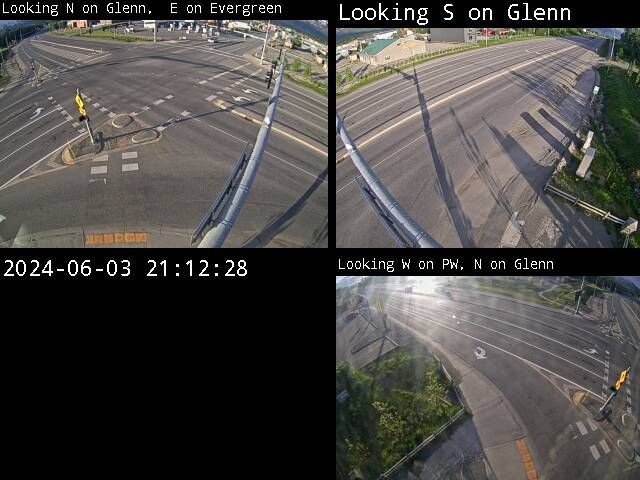 Looking N on Glenn, E on Evergreen
Looking S on Glenn
2024-06-03 21:12:28
Looking W on PW, N on Glenn